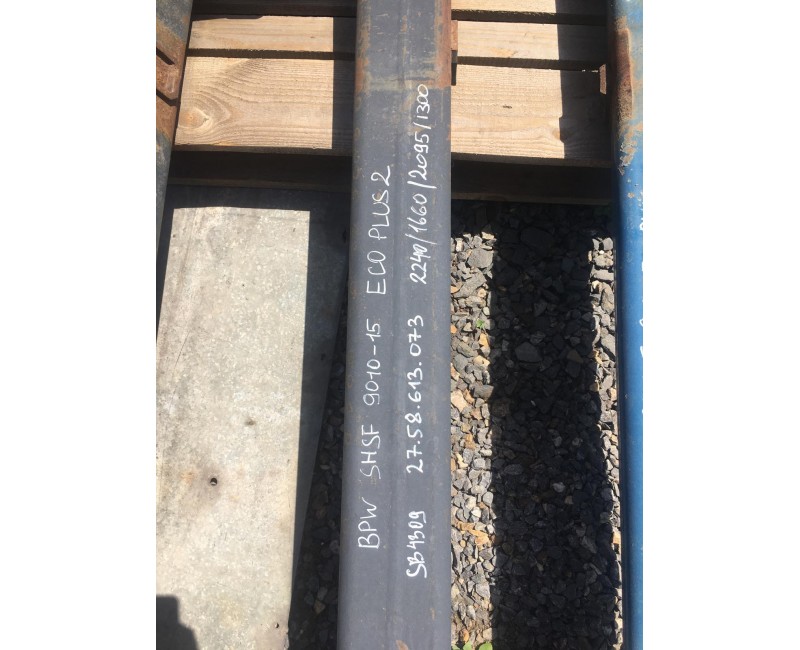 BPW SHSF 9010-15 ECO PLUS 2
SB4309 27.58.613.073 2240/1660/2095/1300